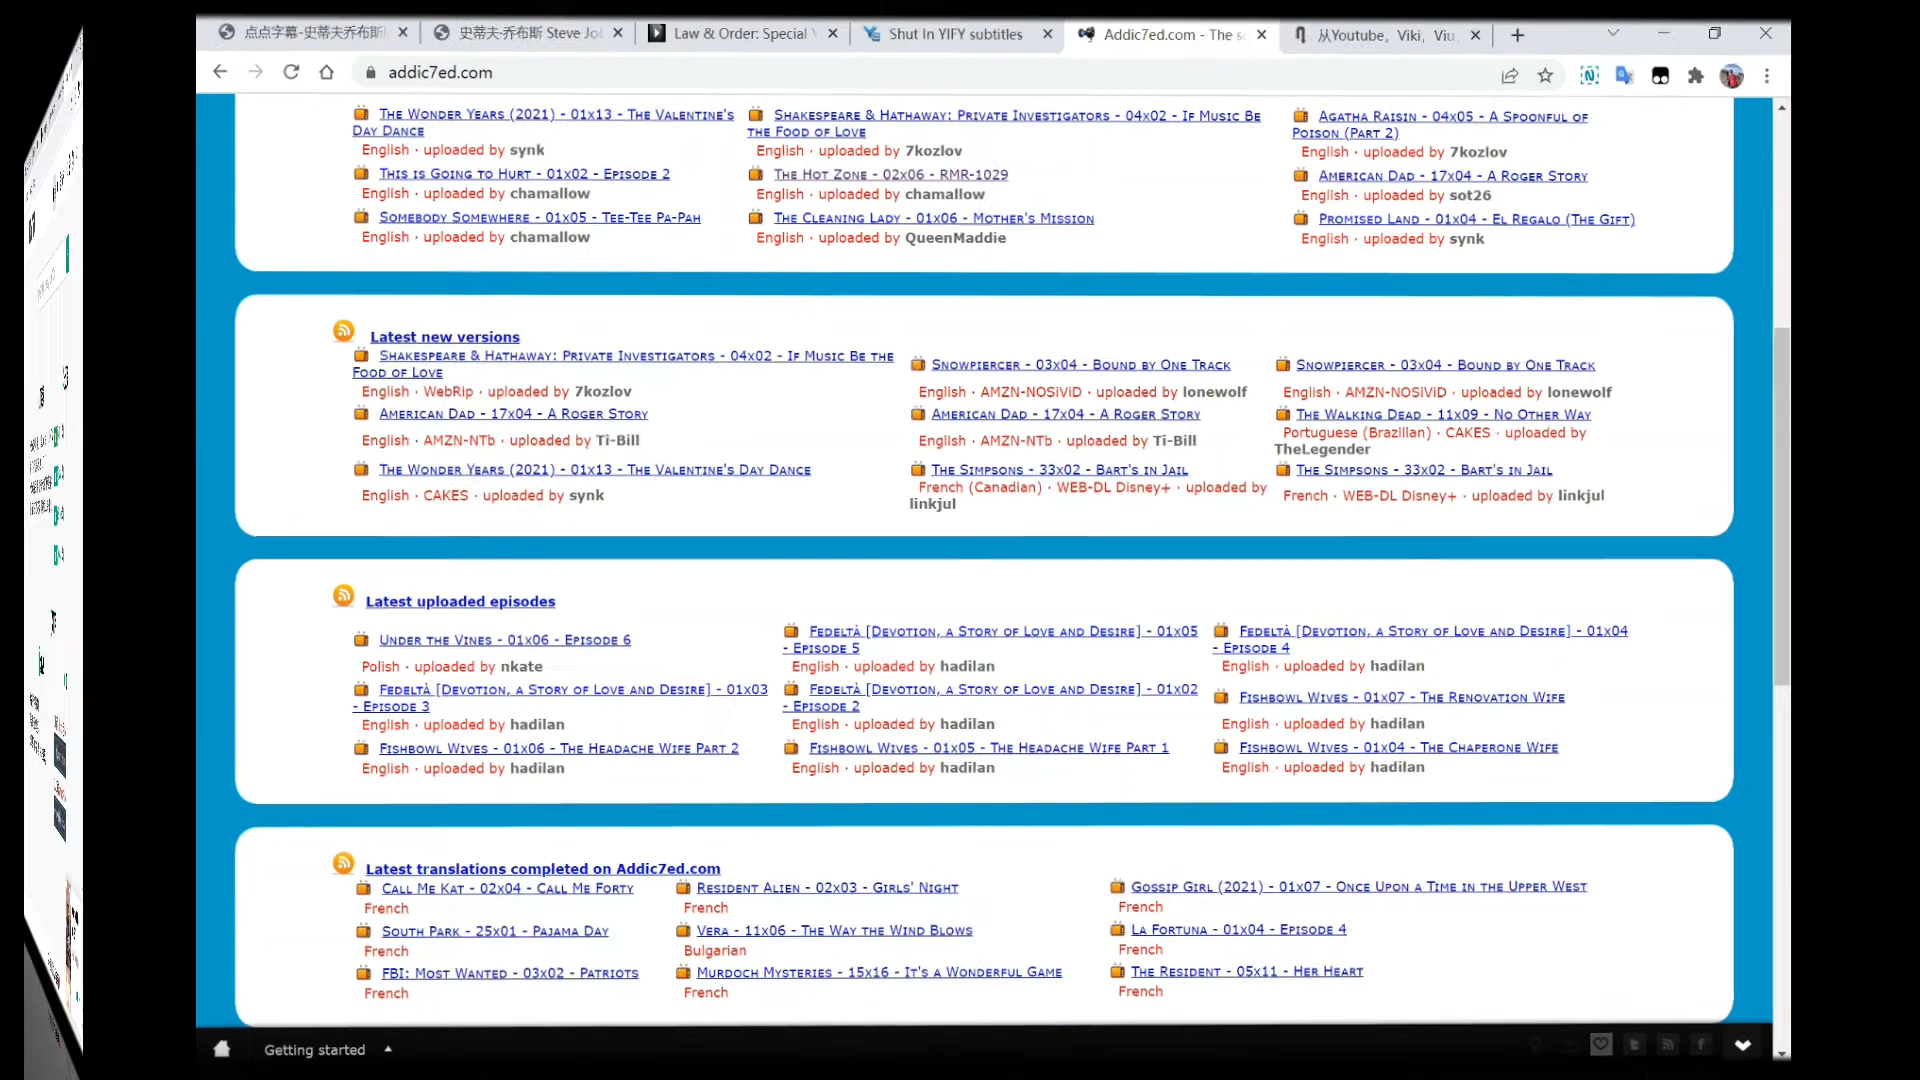 点点字幕-史蒂夫乔布斯 史蒂夫·乔布斯 Steve Jo Law & Order: Special Shut In YIFY subtitles Addic7ed.com - The s 从Youtube，Viki，Viu
addic7ed.com
The Wonder Years (2021) - 01x13 - The Valentine's Day Dance
English · uploaded by synk
Shakespeare & Hathaway: Private Investigators - 04x02 - If Music Be the Food of Love
English · uploaded by 7kozlov
Agatha Raisin - 04x05 - A Spoonful of Poison (Part 2)
English · uploaded by 7kozlov
This is Going to Hurt - 01x02 - Episode 2
English · uploaded by chamallow
The Hot Zone - 02x06 - RMR-1029
English · uploaded by chamallow
American Dad - 17x04 - A Roger Story
English · uploaded by sot26
Somebody Somewhere - 01x05 - Tee-Tee Pa-Pah
English · uploaded by chamallow
The Cleaning Lady - 01x06 - Mother's Mission
English · uploaded by QueenMaddie
Promised Land - 01x04 - El Regalo (The Gift)
English · uploaded by synk
Latest new versions
Shakespeare & Hathaway: Private Investigators - 04x02 - If Music Be the Food of Love
English · WebRip · uploaded by 7kozlov
Snowpiercer - 03x04 - Bound by One Track
English · AMZN-NOSiViD · uploaded by lonewolf
Snowpiercer - 03x04 - Bound by One Track
English · AMZN-NOSiViD · uploaded by lonewolf
American Dad - 17x04 - A Roger Story
English · AMZN-NTb · uploaded by Ti-Bill
American Dad - 17x04 - A Roger Story
English · AMZN-NTb · uploaded by Ti-Bill
The Walking Dead - 11x09 - No Other Way
Portuguese (Brazilian) · CAKES · uploaded by TheLegender
The Wonder Years (2021) - 01x13 - The Valentine's Day Dance
English · CAKES · uploaded by synk
The Simpsons - 33x02 - Bart's in Jail
French (Canadian) · WEB-DL Disney+ · uploaded by linkjul
The Simpsons - 33x02 - Bart's in Jail
French · WEB-DL Disney+ · uploaded by linkjul
Latest uploaded episodes
Under the Vines - 01x06 - Episode 6
Polish · uploaded by nkate
Fedeltà [Devotion, a Story of Love and Desire] - 01x05 - Episode 5
English · uploaded by hadilan
Fedeltà [Devotion, a Story of Love and Desire] - 01x04 - Episode 4
English · uploaded by hadilan
Fedeltà [Devotion, a Story of Love and Desire] - 01x03 - Episode 3
English · uploaded by hadilan
Fedeltà [Devotion, a Story of Love and Desire] - 01x02 - Episode 2
English · uploaded by hadilan
Fishbowl Wives - 01x07 - The Renovation Wife
English · uploaded by hadilan
Fishbowl Wives - 01x06 - The Headache Wife Part 2
English · uploaded by hadilan
Fishbowl Wives - 01x05 - The Headache Wife Part 1
English · uploaded by hadilan
Fishbowl Wives - 01x04 - The Chaperone Wife
English · uploaded by hadilan
Latest translations completed on Addic7ed.com
Call Me Kat - 02x04 - Call Me Forty
French
Resident Alien - 02x03 - Girls' Night
French
Gossip Girl (2021) - 01x07 - Once Upon a Time in the Upper West
French
South Park - 25x01 - Pajama Day
French
Vera - 11x06 - The Way the Wind Blows
Bulgarian
La Fortuna - 01x04 - Episode 4
French
FBI: Most Wanted - 03x02 - Patriots
French
Murdoch Mysteries - 15x16 - It's a Wonderful Game
French
The Resident - 05x11 - Her Heart
French
Getting started